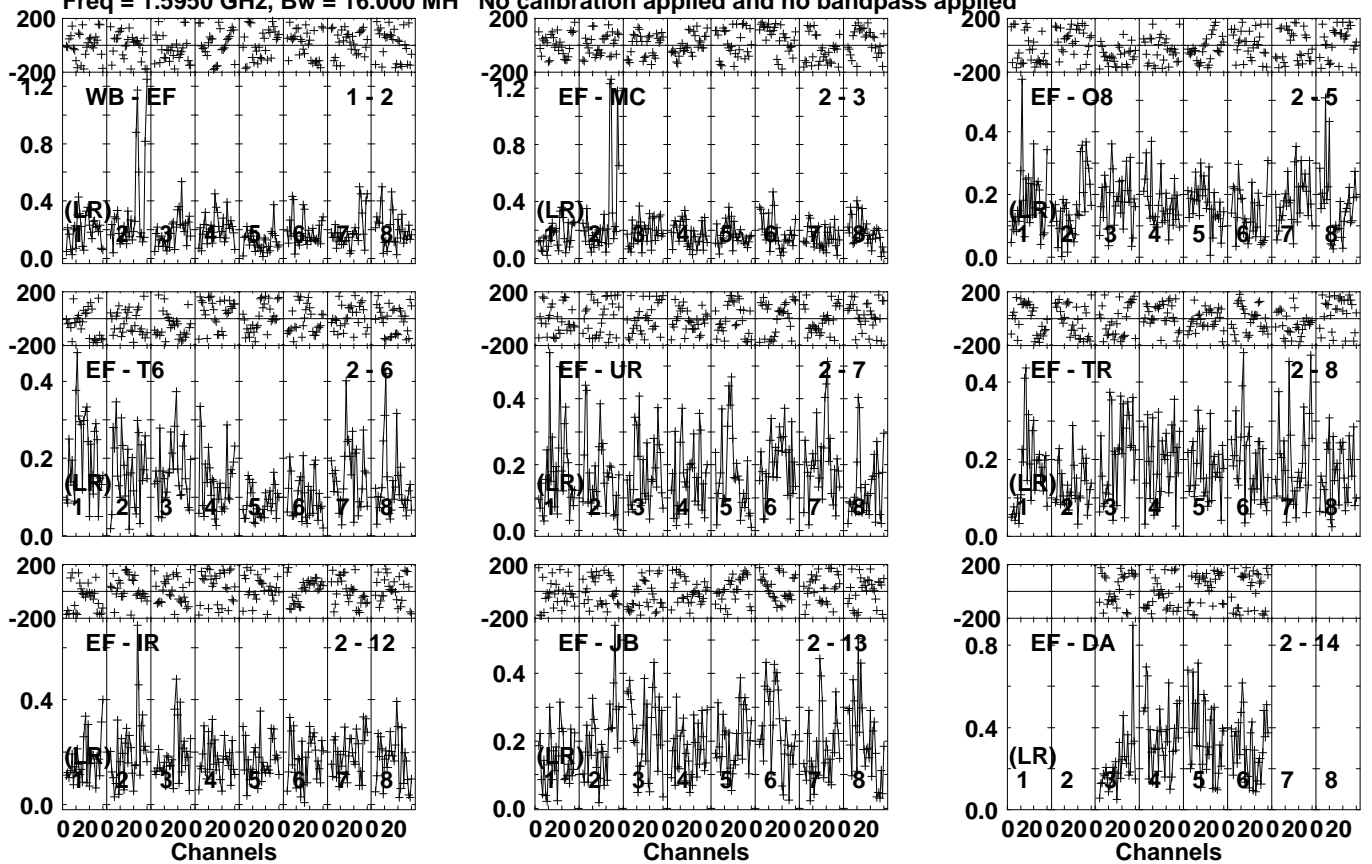 Freq = 1.5950 GHz, Bw = 16.000 MH No calibration applied and no bandpass applied
200
-200
1.2
0.8
0.4
0.0
WB - EF 1 - 2
(LR)
1 2 3 4 5 6 7 8
200
-200
1.2
0.8
0.4
0.0
EF - MC 2 - 3
(LR)
1 2 3 4 5 6 7 8
200
-200
0.4
0.2
0.0
EF - O8 2 - 5
(LR)
1 2 3 4 5 6 7 8
200
-200
0.4
0.2
0.0
EF - T6 2 - 6
(LR)
1 2 3 4 5 6 7 8
200
-200
0.4
0.2
0.0
EF - UR 2 - 7
(LR)
1 2 3 4 5 6 7 8
200
-200
0.4
0.2
0.0
EF - TR 2 - 8
(LR)
1 2 3 4 5 6 7 8
200
-200
0.4
0.0
EF - IR 2 - 12
(LR)
1 2 3 4 5 6 7 8
020020020020020020020020
Channels
200
-200
0.4
0.2
0.0
EF - JB 2 - 13
(LR)
1 2 3 4 5 6 7 8
020020020020020020020020
Channels
200
-200
0.8
0.4
0.0
EF - DA 2 - 14
(LR)
1 2 3 4 5 6 7 8
020020020020020020020020
Channels